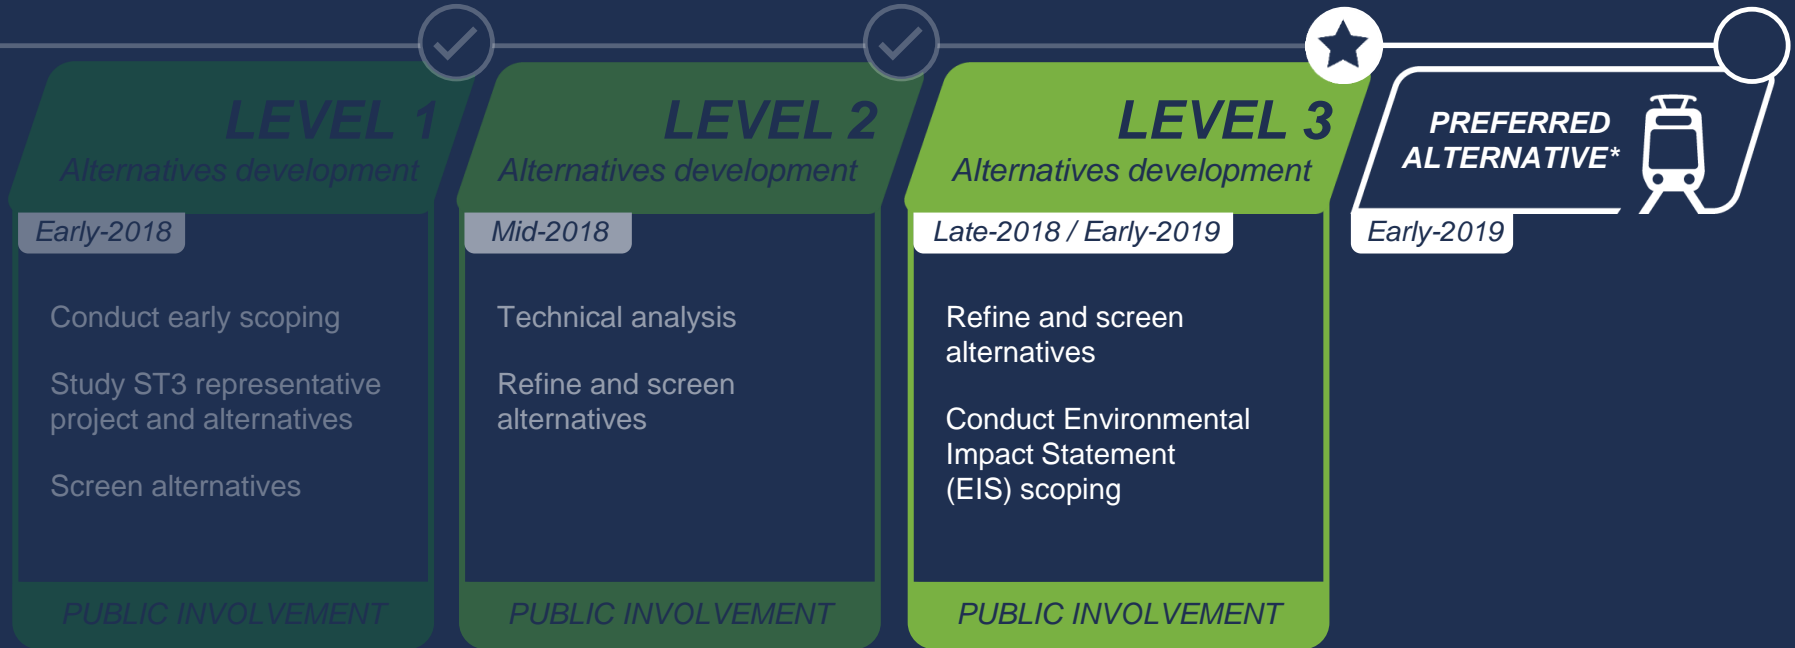 LEVEL 1
Alternatives development
Early-2018
Conduct early scoping
Study ST3 representative
project and alternatives
Screen alternatives
PUBLIC INVOLVEMENT
LEVEL 2
Alternatives development
Mid-2018
Technical analysis
Refine and screen
alternatives
PUBLIC INVOLVEMENT
LEVEL 3
Alternatives development
Late-2018 / Early-2019
Refine and screen
alternatives
Conduct Environmental
Impact Statement
(EIS) scoping
PUBLIC INVOLVEMENT
PREFERRED
ALTERNATIVE*
Early-2019